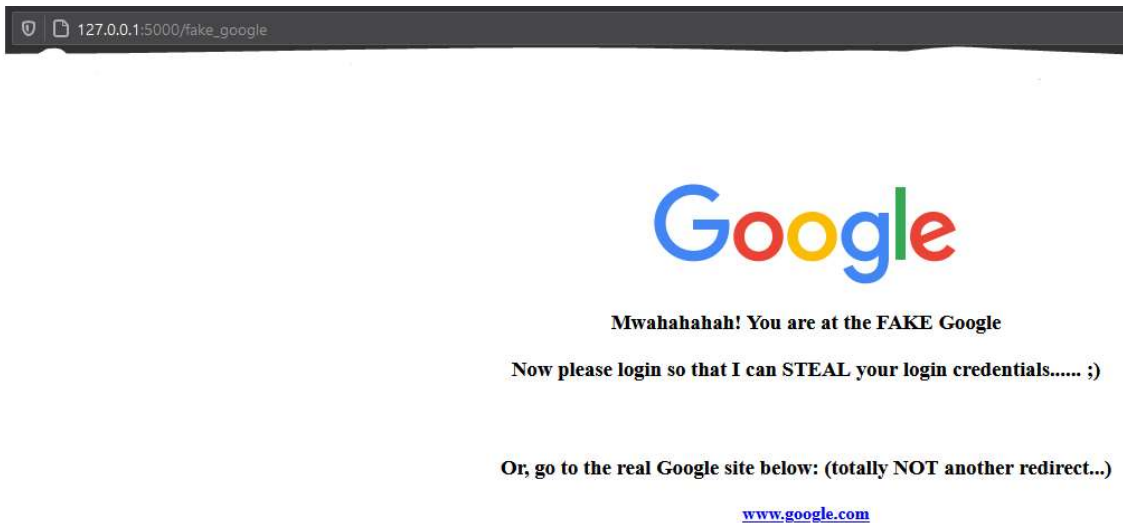 127.0.0.1:5000/fake_google
Google
Mwahahahah! You are at the FAKE Google
Now please login so that I can STEAL your login credentials...... ;)
Or, go to the real Google site below: (totally NOT another redirect...)
www.google.com